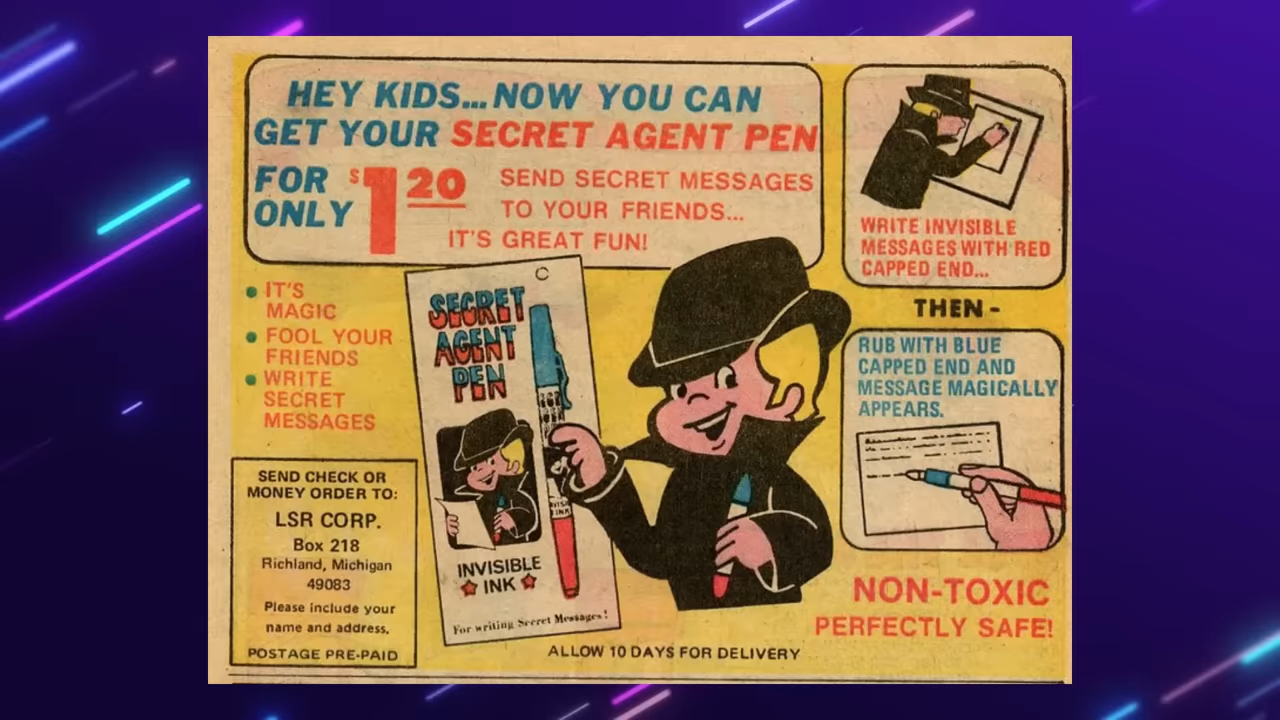 HEY KIDS...NOW YOU CAN
GET YOUR SECRET AGENT PEN
FOR
ONLY
$1 20
SEND SECRET MESSAGES
TO YOUR FRIENDS...
IT'S GREAT FUN!
WRITE INVISIBLE
MESSAGES WITH RED
CAPPED END...
THEN -
RUB WITH BLUE
CAPPED END AND
MESSAGE MAGICALLY
APPEARS.
IT'S
MAGIC
FOOL YOUR
FRIENDS
WRITE
SECRET
MESSAGES
SECRET
AGENT
PEN
INVISIBLE
INK
For writing Secret Messages!
SEND CHECK OR
MONEY ORDER TO:
LSR CORP.
Box 218
Richland, Michigan
49083
Please include your
name and address.
POSTAGE PRE-PAID
NON-TOXIC
PERFECTLY SAFE!
ALLOW 10 DAYS FOR DELIVERY